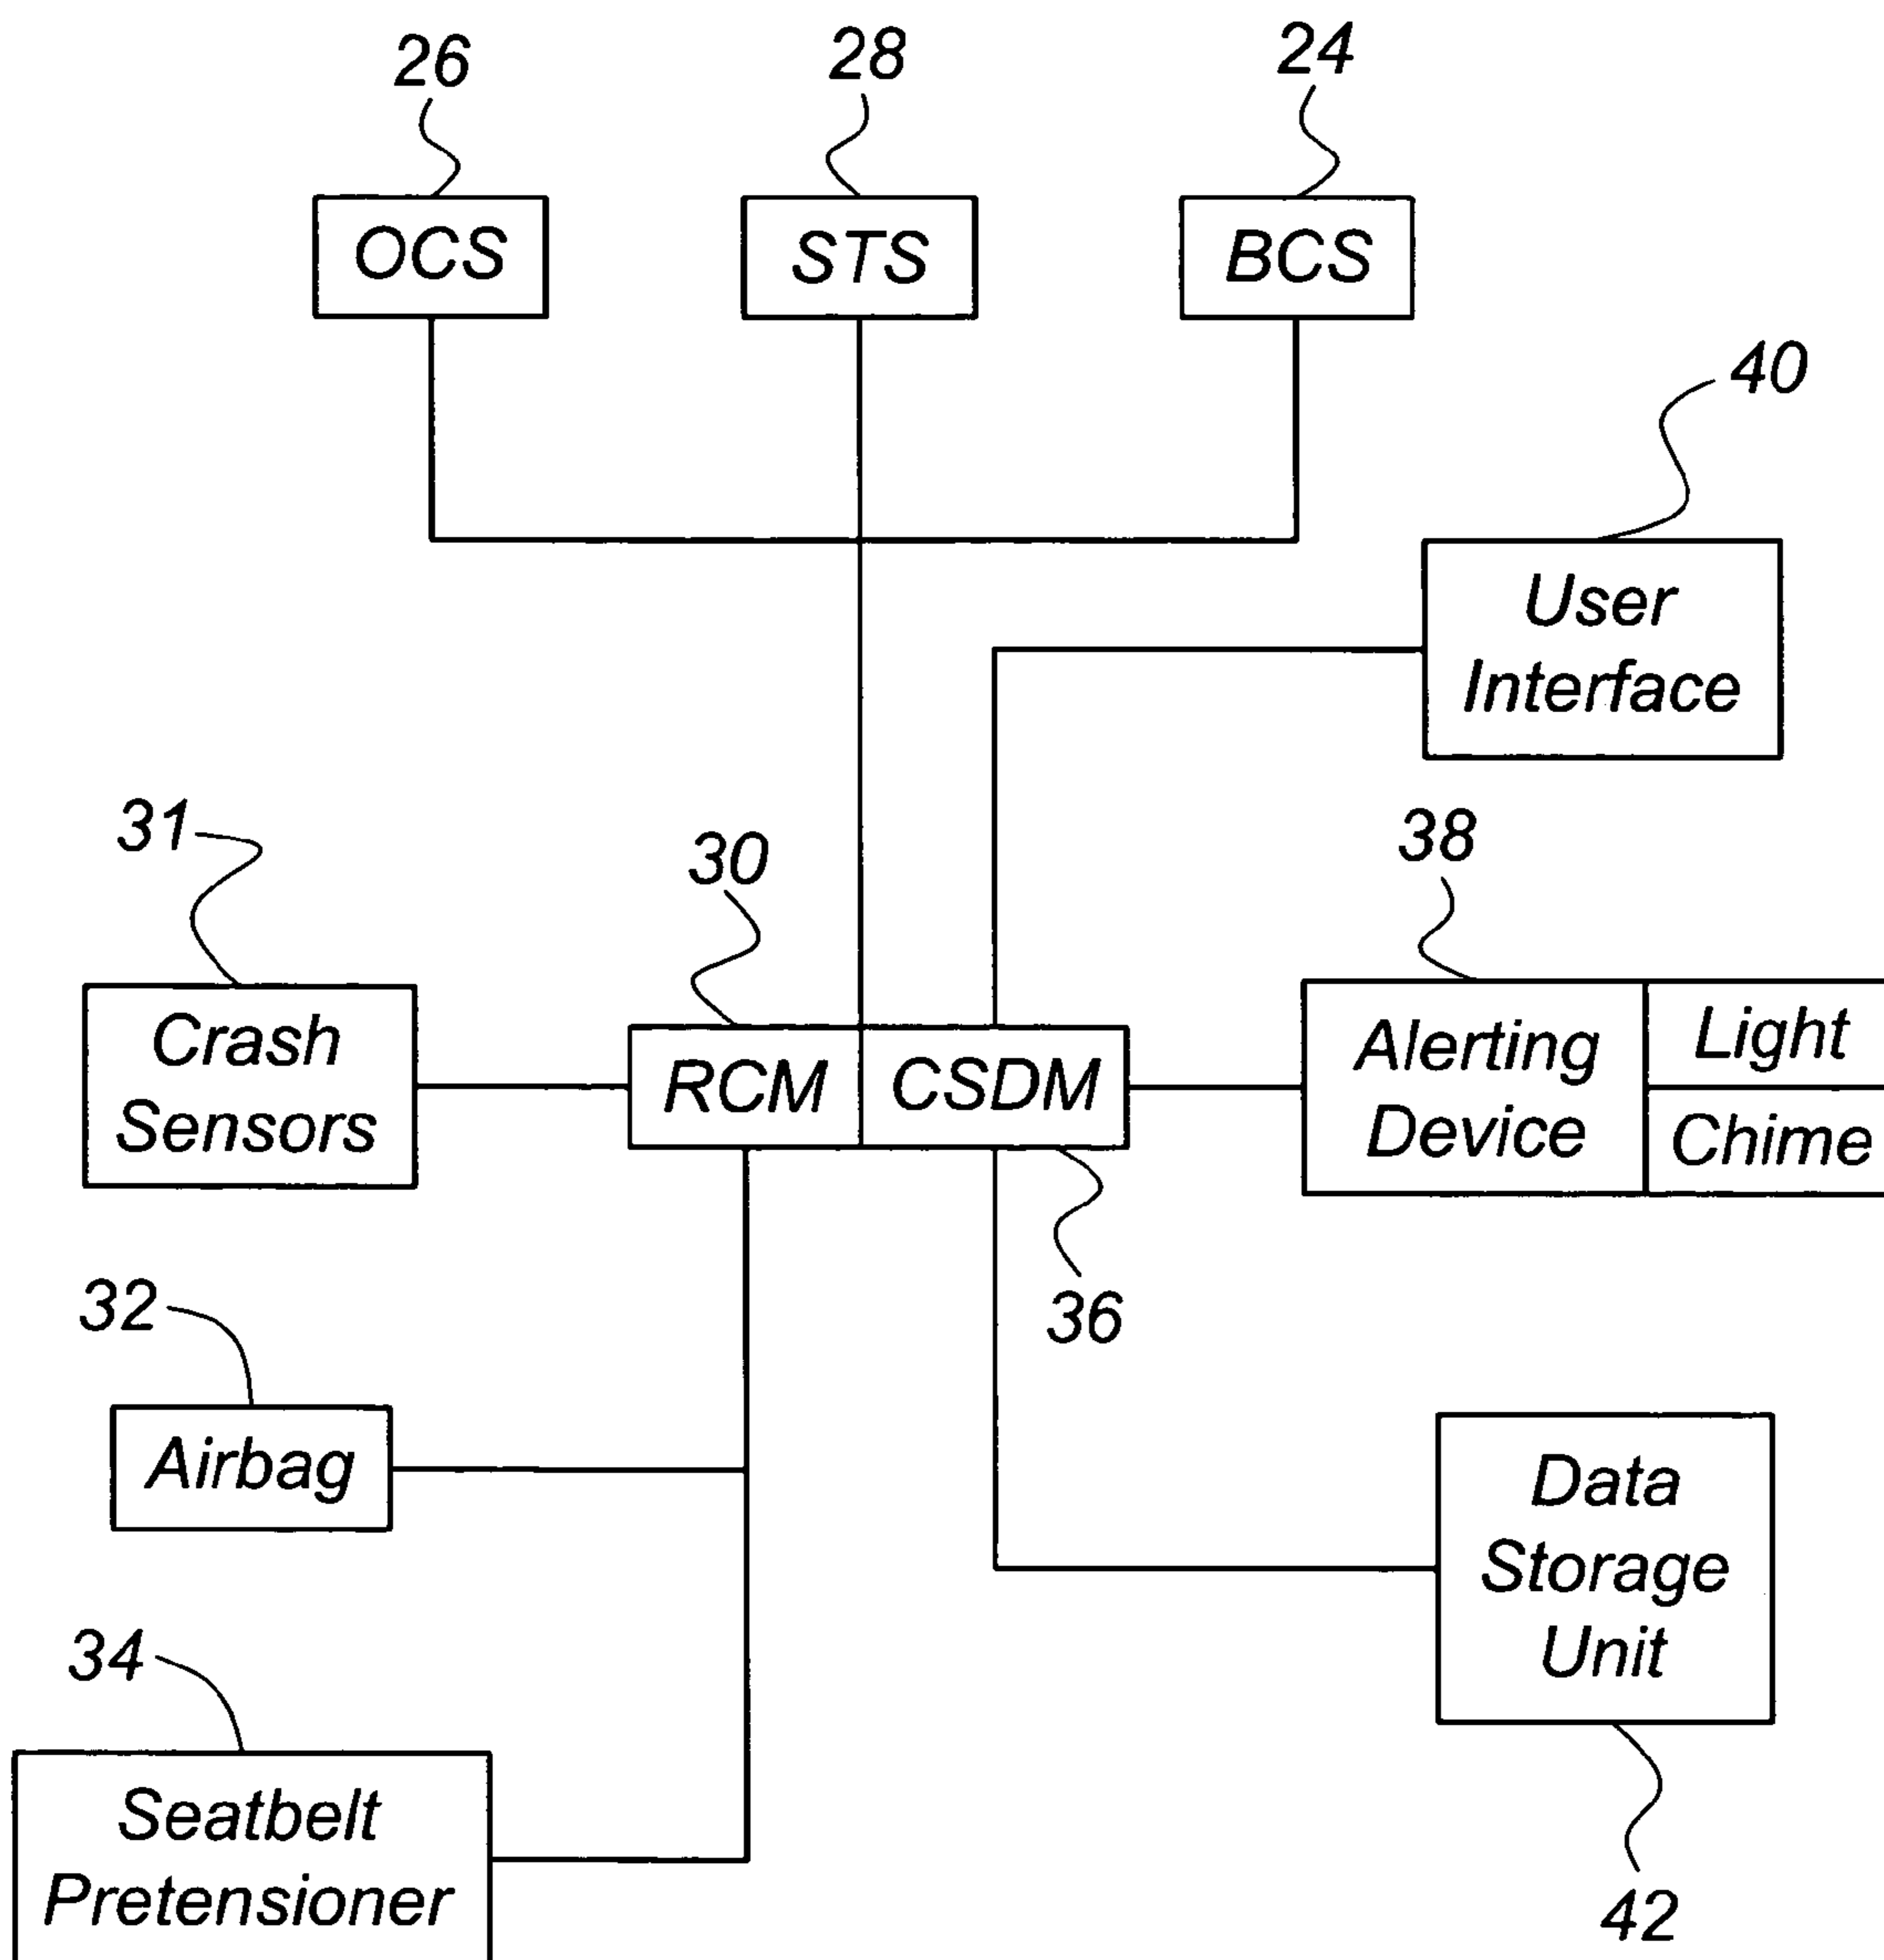 26
28
24
OCS
STS
BCS
40
User
Interface
31
30
38
Crash
Sensors
RCM
CSDM
Alerting
Device
Light
Chime
32
36
Airbag
Data
Storage
Unit
34
Seatbelt
Pretensioner
42